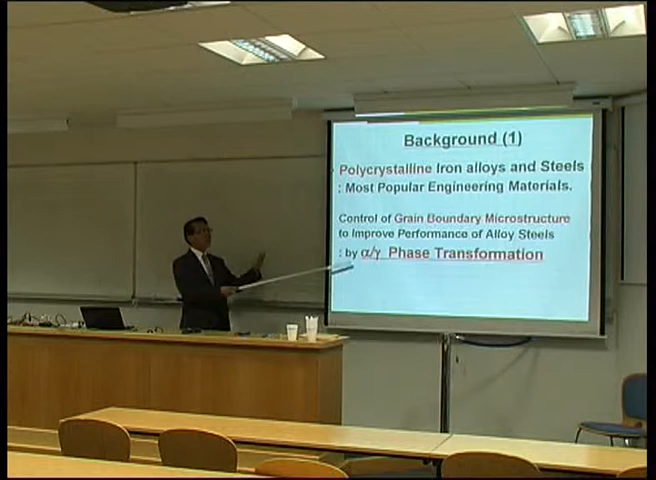 Background (1)
Polycrystalline Iron alloys and Steels
: Most Popular Engineering Materials.
Control of Grain Boundary Microstructure
to Improve Performance of Alloy Steels
: by α/γ Phase Transformation